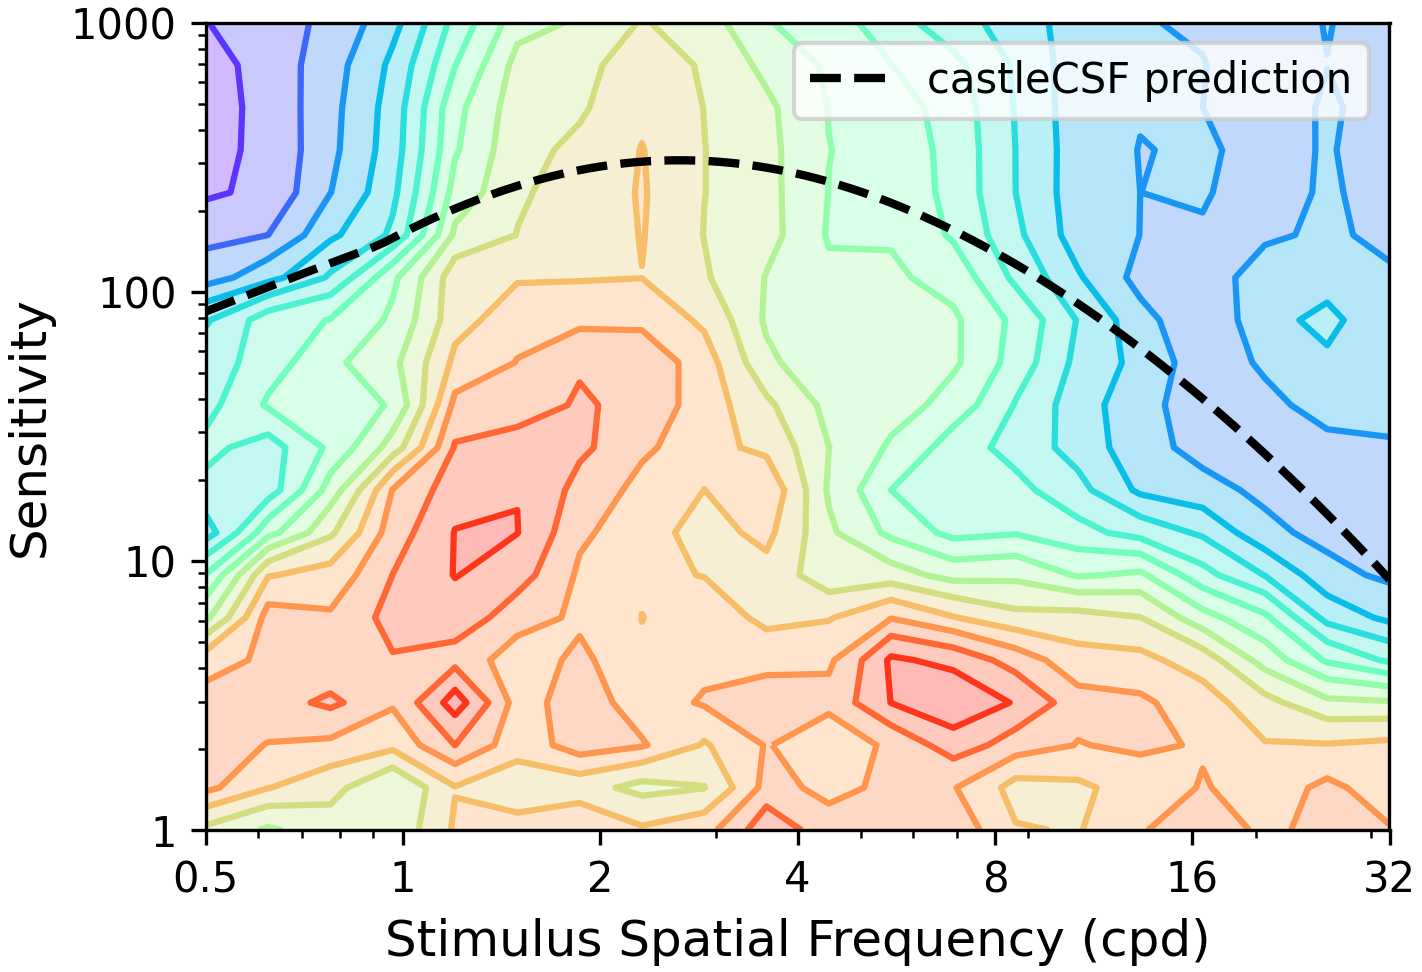 1000
100
10
1
Sensitivity
castleCSF prediction
0.5 1 2 4 8 16 32
Stimulus Spatial Frequency (cpd)